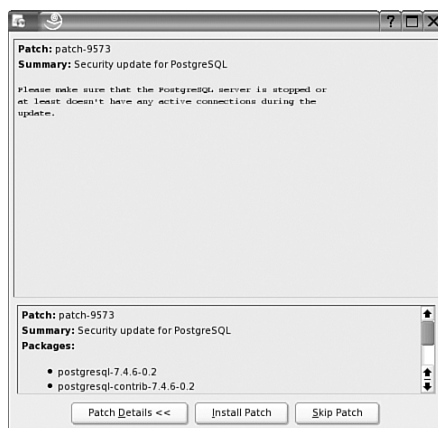 Patch: patch-9573
Summary: Security update for PostgreSQL
Please make sure that the PostgreSQL server is stopped or
at least doesn't have any active connections during the
update.
Patch: patch-9573
Summary: Security update for PostgreSQL
Packages:
• postgresql-7.4.6-0.2
• postgresql-contrib-7.4.6-0.2
Patch Details <<
Install Patch
Skip Patch